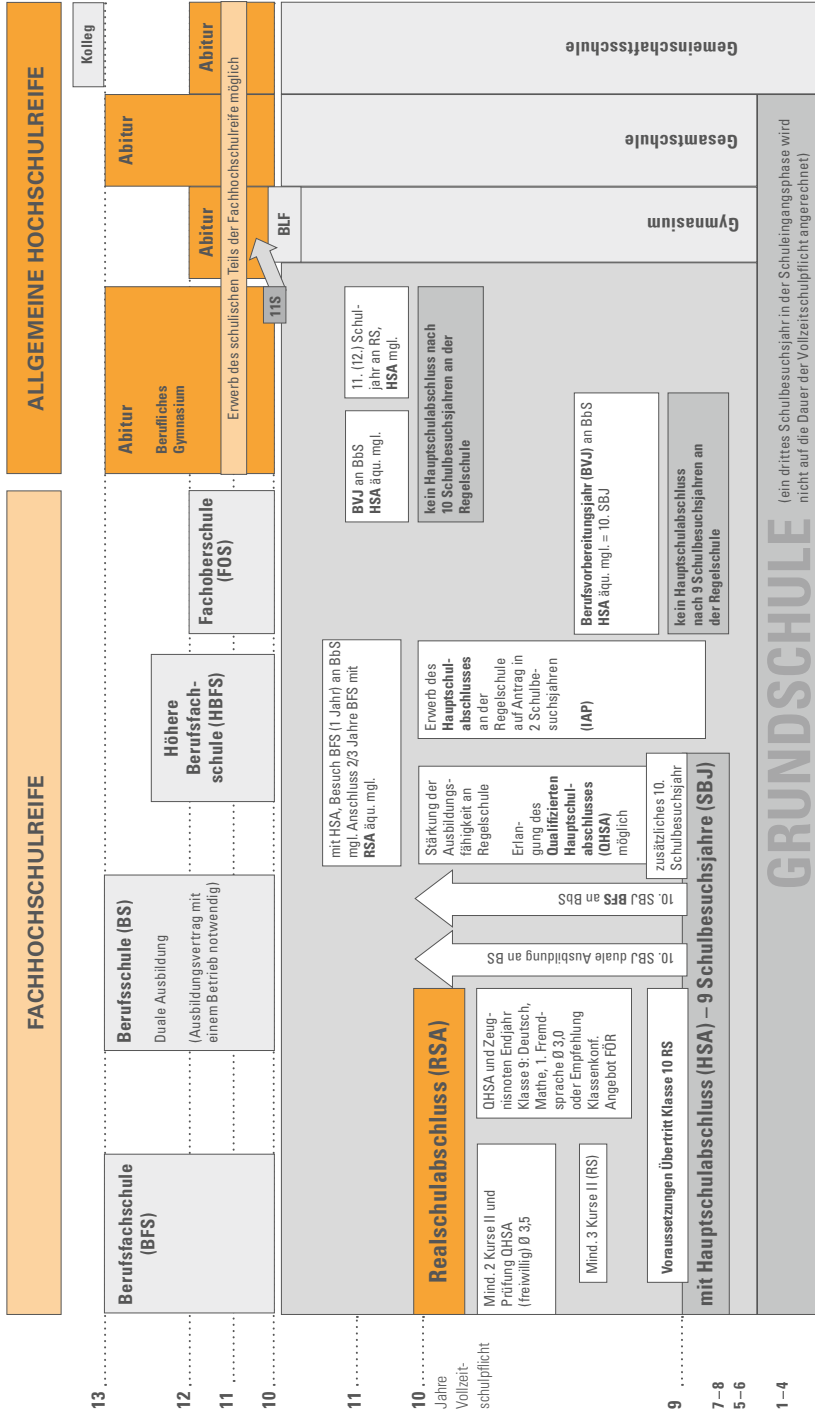 FACHHOCHSCHULREIFE
ALLGEMEINE HOCHSCHULREIFE
13
12
11
10
Berufsfachschule
(BFS)
Berufsschule (BS)
Duale Ausbildung
(Ausbildungsvertrag mit
einem Betrieb notwendig)
Höhere
Berufsfach-
schule (HBFS)
Fachoberschule
(FOS)
Abitur
Berufliches
Gymnasium
Abitur
Abitur
Abitur
Kolleg
Erwerb des schulischen Teils der Fachhochschulreife möglich
11S
BLF
11
10
Jahre
Vollzeit-
schulpflicht
9
7–8
5–6
1–4
Realschulabschluss (RSA)
Mind. 2 Kurse II und
Prüfung QHSA
(freiwillig) Ø 3,5
Mind. 3 Kurse II (RS)
QHSA und Zeug-
nisnoten Endjahr
Klasse 9: Deutsch,
Mathe, 1. Fremd-
sprache Ø 3,0
oder Empfehlung
Klassenkonf.
Angebot FÖR
Voraussetzungen Übertritt Klasse 10 RS
10. SBJ duale Ausbildung an BS
10. SBJ BFS an BbS
mit HSA, Besuch BFS (1 Jahr) an BbS
mgl. Anschluss 2/3 Jahre BFS mit
RSA äqu. mgl.
Stärkung der
Ausbildungs-
fähigkeit an
Regelschule
Erlan-
gung des
Qualifizierten
Hauptschul-
abschlusses
(QHSA)
möglich
zusätzliches 10.
Schulbesuchsjahr
Erwerb des
Hauptschul-
abschlusses
an der
Regelschule
auf Antrag in
2 Schulbe-
suchsjahren
(IAP)
BVJ an BbS
HSA äqu. mgl.
11. (12.) Schul-
jahr an RS,
HSA mgl.
kein Hauptschulabschluss nach
10 Schulbesuchsjahren an der
Regelschule
Berufsvorbereitungsjahr (BVJ) an BbS
HSA äqu. mgl. = 10. SBJ
kein Hauptschulabschluss
nach 9 Schulbesuchsjahren an
der Regelschule
mit Hauptschulabschluss (HSA) – 9 Schulbesuchsjahre (SBJ)
Gymnasium
Gesamtschule
Gemeinschaftsschule
GRUNDSCHULE
(ein drittes Schulbesuchsjahr in der Schuleingangsphase wird
nicht auf die Dauer der Vollzeitschulpflicht angerechnet)